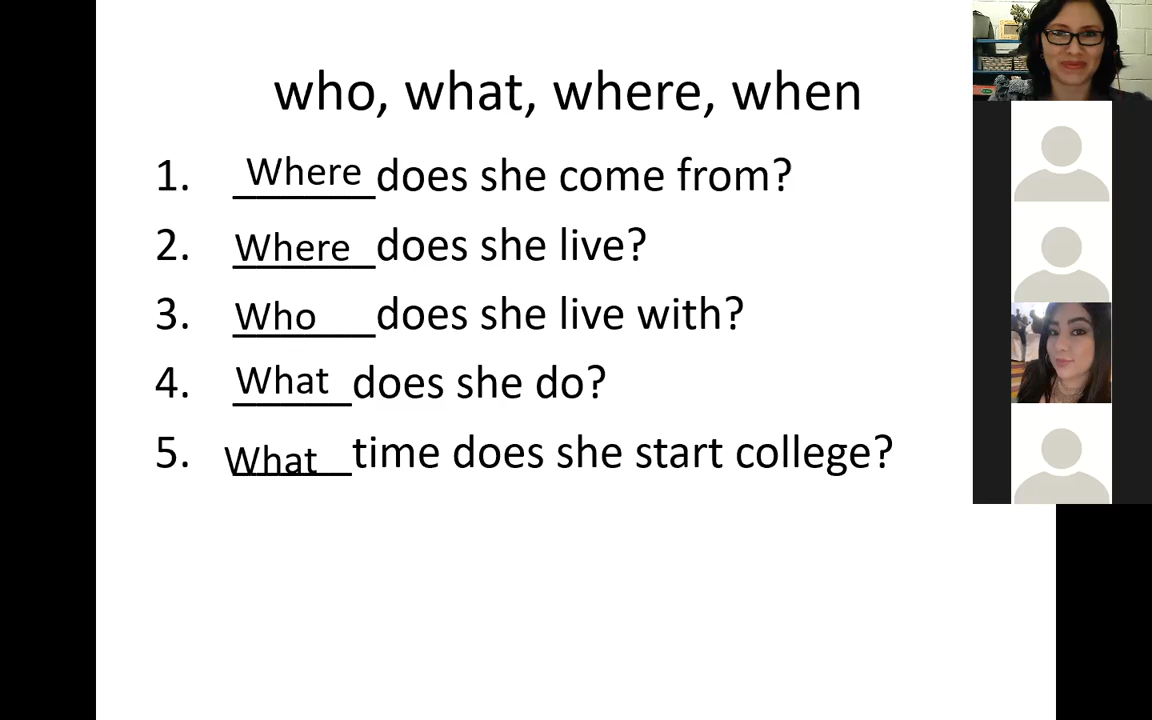 who, what, where, when
1. Where does she come from?
2. Where does she live?
3. Who does she live with?
4. What does she do?
5. What time does she start college?